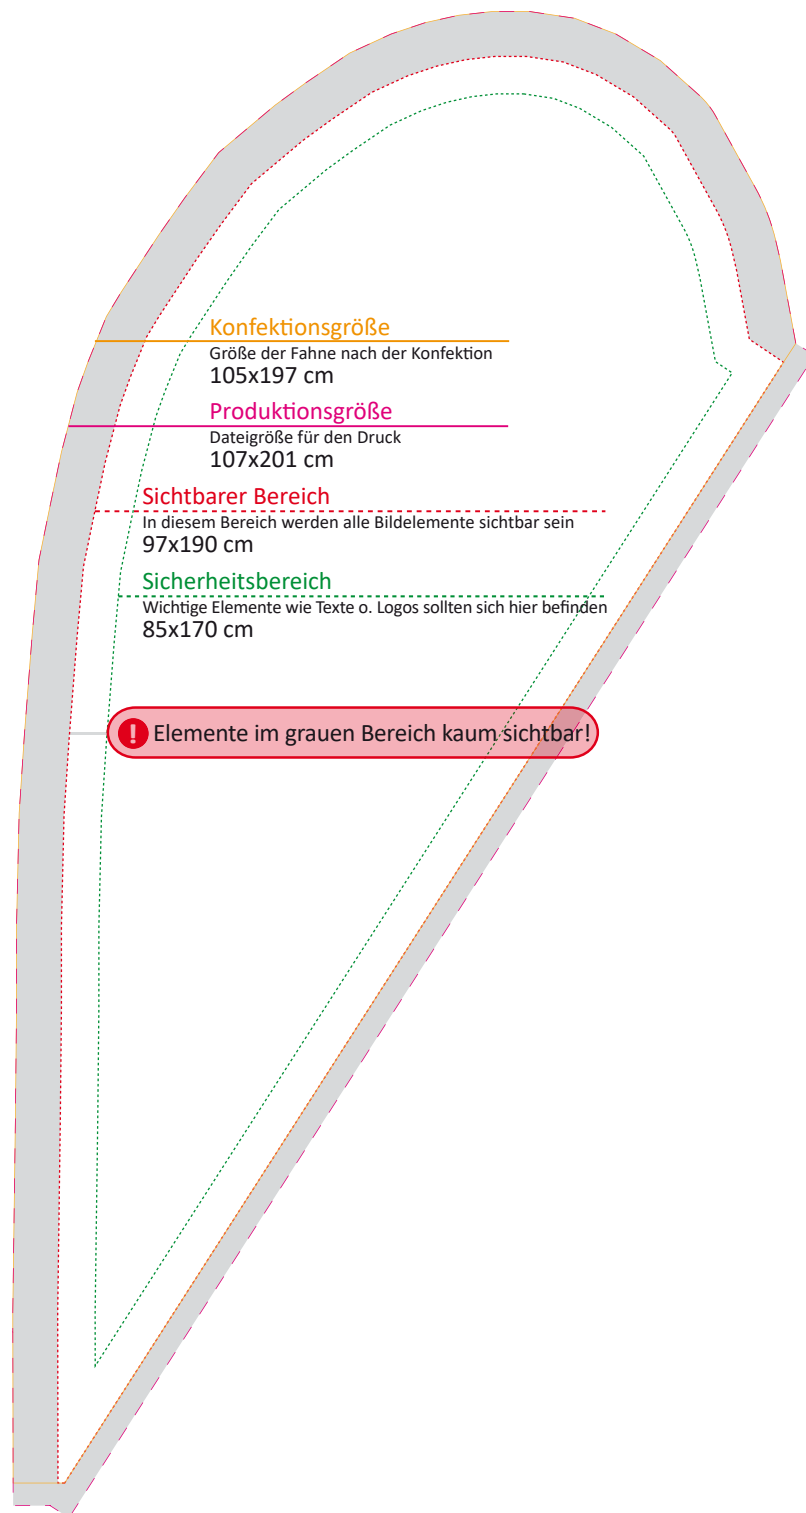 Konfektionsgröße
Größe der Fahne nach der Konfektion
105x197 cm
Produktionsgröße
Dateigröße für den Druck
107x201 cm
Sichtbarer Bereich
In diesem Bereich werden alle Bildelemente sichtbar sein
97x190 cm
Sicherheitsbereich
Wichtige Elemente wie Texte o. Logos sollten sich hier befinden
85x170 cm
! Elemente im grauen Bereich kaum sichtbar!